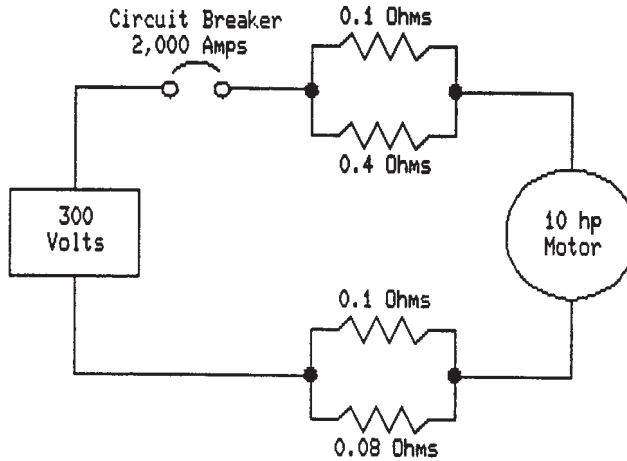 Circuit Breaker
2,000 Amps
0.1 Ohms
0.4 Ohms
300
Volts
10 hp
Motor
0.1 Ohms
0.08 Ohms